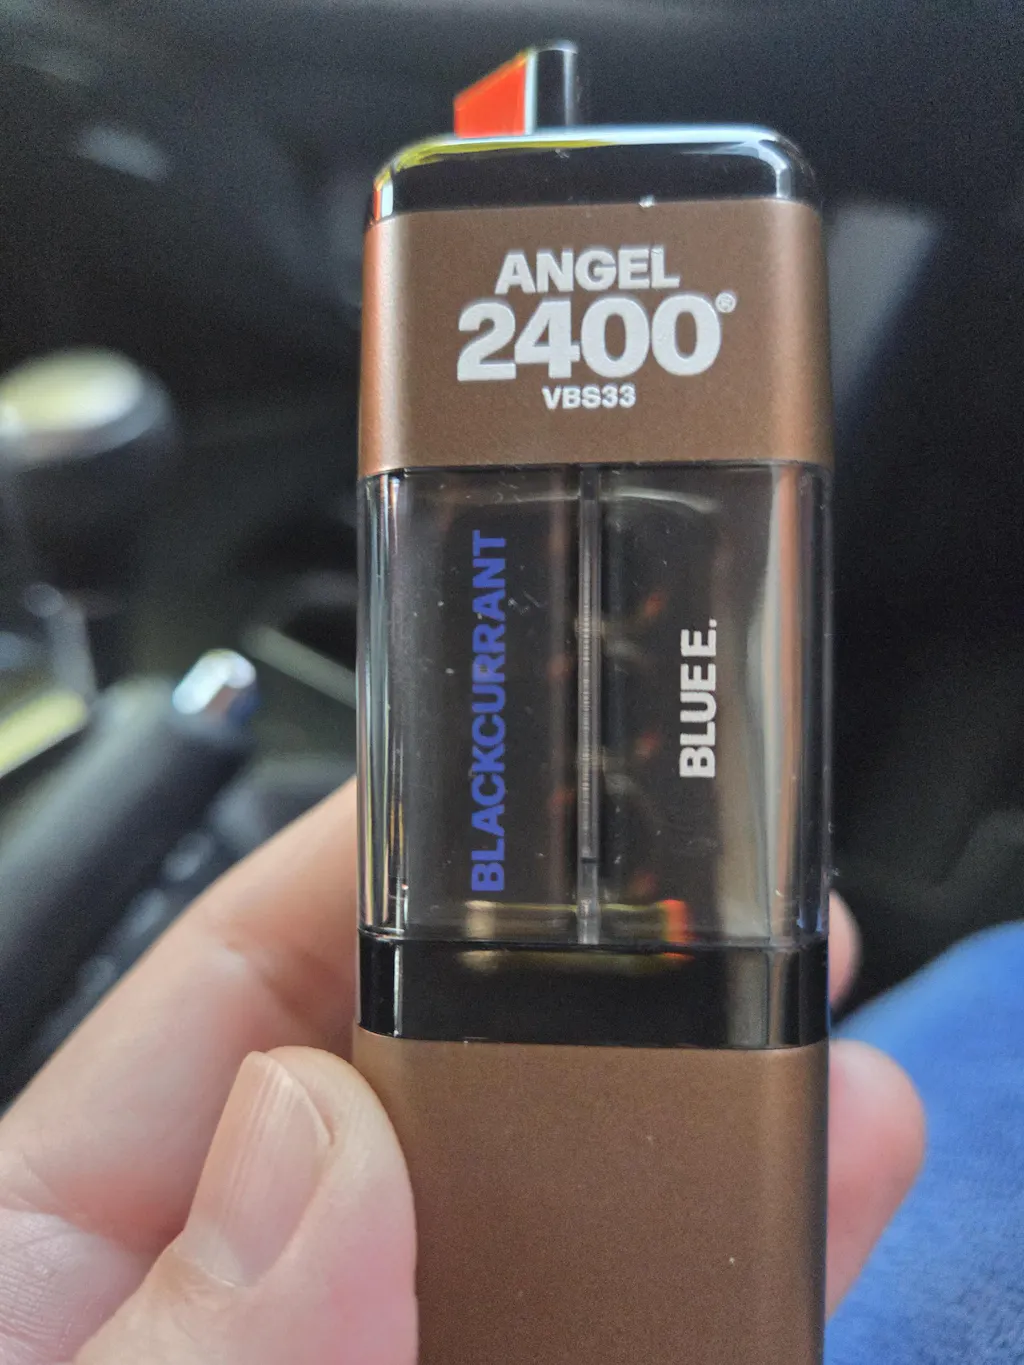 ANGEL
2400®
VBS33
BLACKCURRANT
BLUE E.